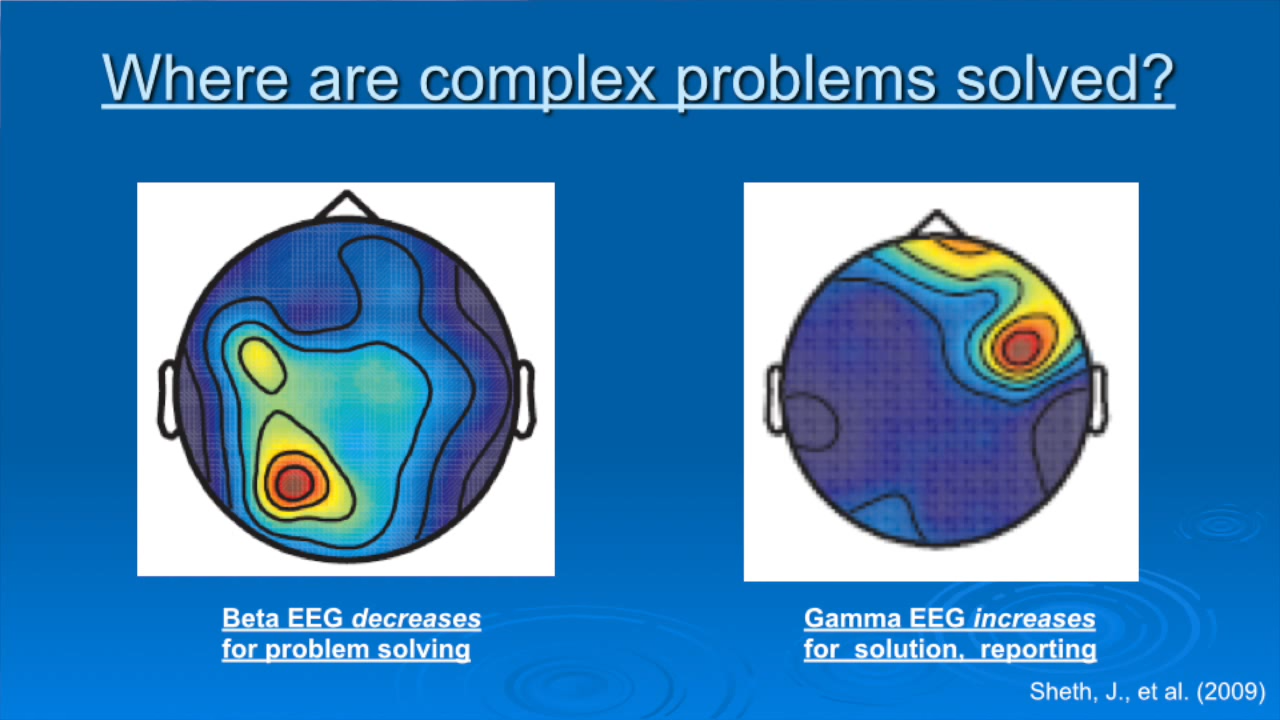 Where are complex problems solved?
Beta EEG decreases
for problem solving
Gamma EEG increases
for solution, reporting
Sheth, J., et al. (2009)